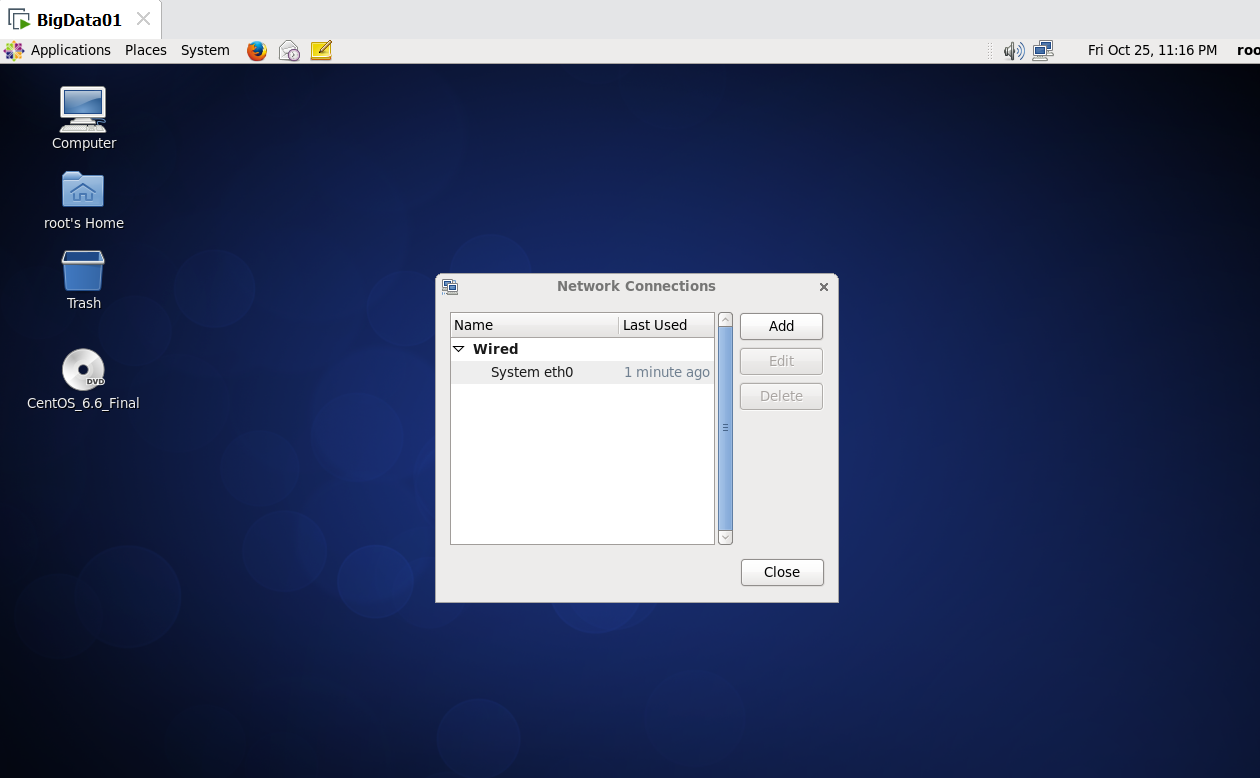 BigData01
Applications Places System Fri Oct 25, 11:16 PM roo
Computer
root's Home
Trash
DVD
CentOS_6.6_Final
Network Connections
Name Last Used
Wired
System eth0 1 minute ago
Add
Edit
Delete
Close